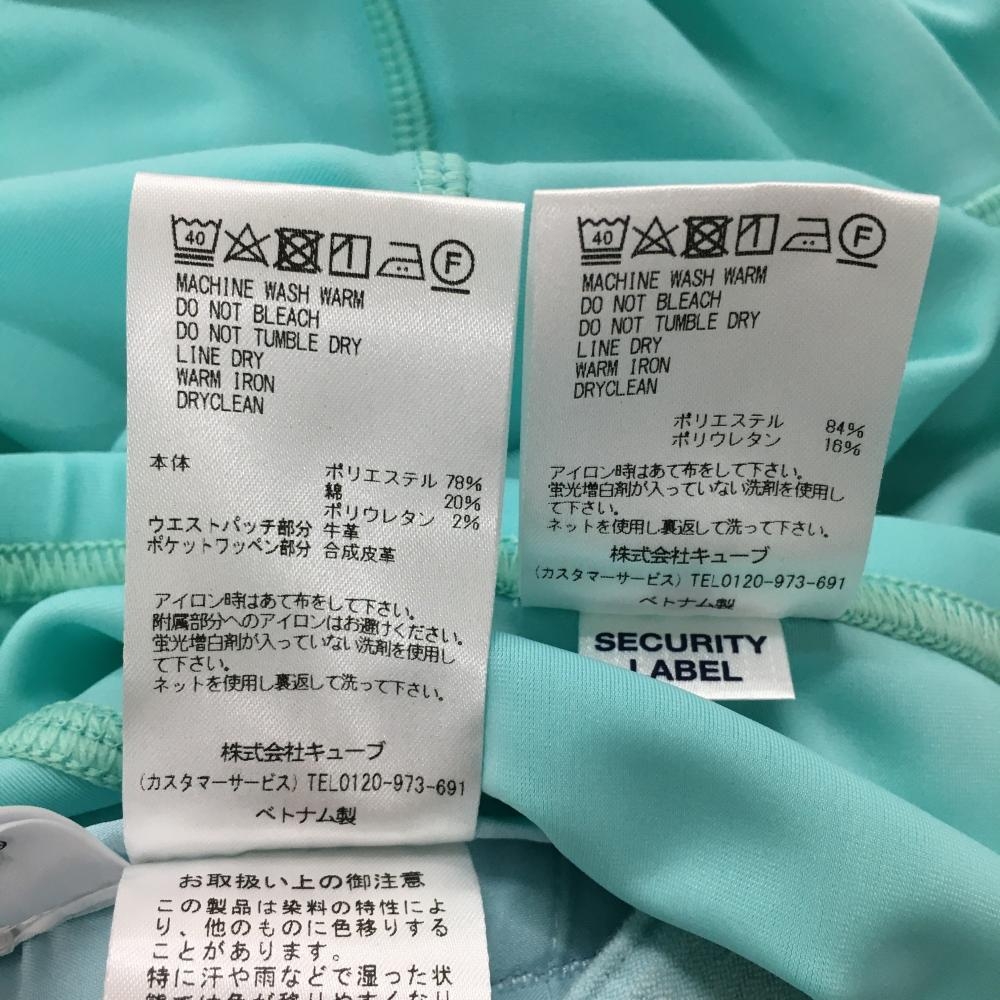 40 F
MACHINE WASH WARM
DO NOT BLEACH
DO NOT TUMBLE DRY
LINE DRY
WARM IRON
DRYCLEAN
本体 ポリエステル 78%
綿 20%
ポリウレタン 2%
ウエストパッチ部分 牛革
ポケットワッペン部分 合成皮革
アイロン時はあて布をして下さい。
附属部分へのアイロンはお避けください。
蛍光増白剤が入っていない洗剤を使用し
て下さい。
ネットを使用し裏返して洗って下さい。
株式会社キューブ
(カスタマーサービス) TEL0120-973-691
ベトナム製
お取扱い上の御注意
この製品は染料の特性によ
り、他のものに色移りする
ことがあります。
特に汗や雨などで湿った状
態では色が移りやすくなり
40 F
MACHINE WASH WARM
DO NOT BLEACH
DO NOT TUMBLE DRY
LINE DRY
WARM IRON
DRYCLEAN
ポリエステル 84%
ポリウレタン 16%
アイロン時はあて布をして下さい。
蛍光増白剤が入っていない洗剤を使用し
て下さい。
ネットを使用し裏返して洗って下さい。
株式会社キューブ
(カスタマーサービス) TEL0120-973-691
ベトナム製
SECURITY
LABEL